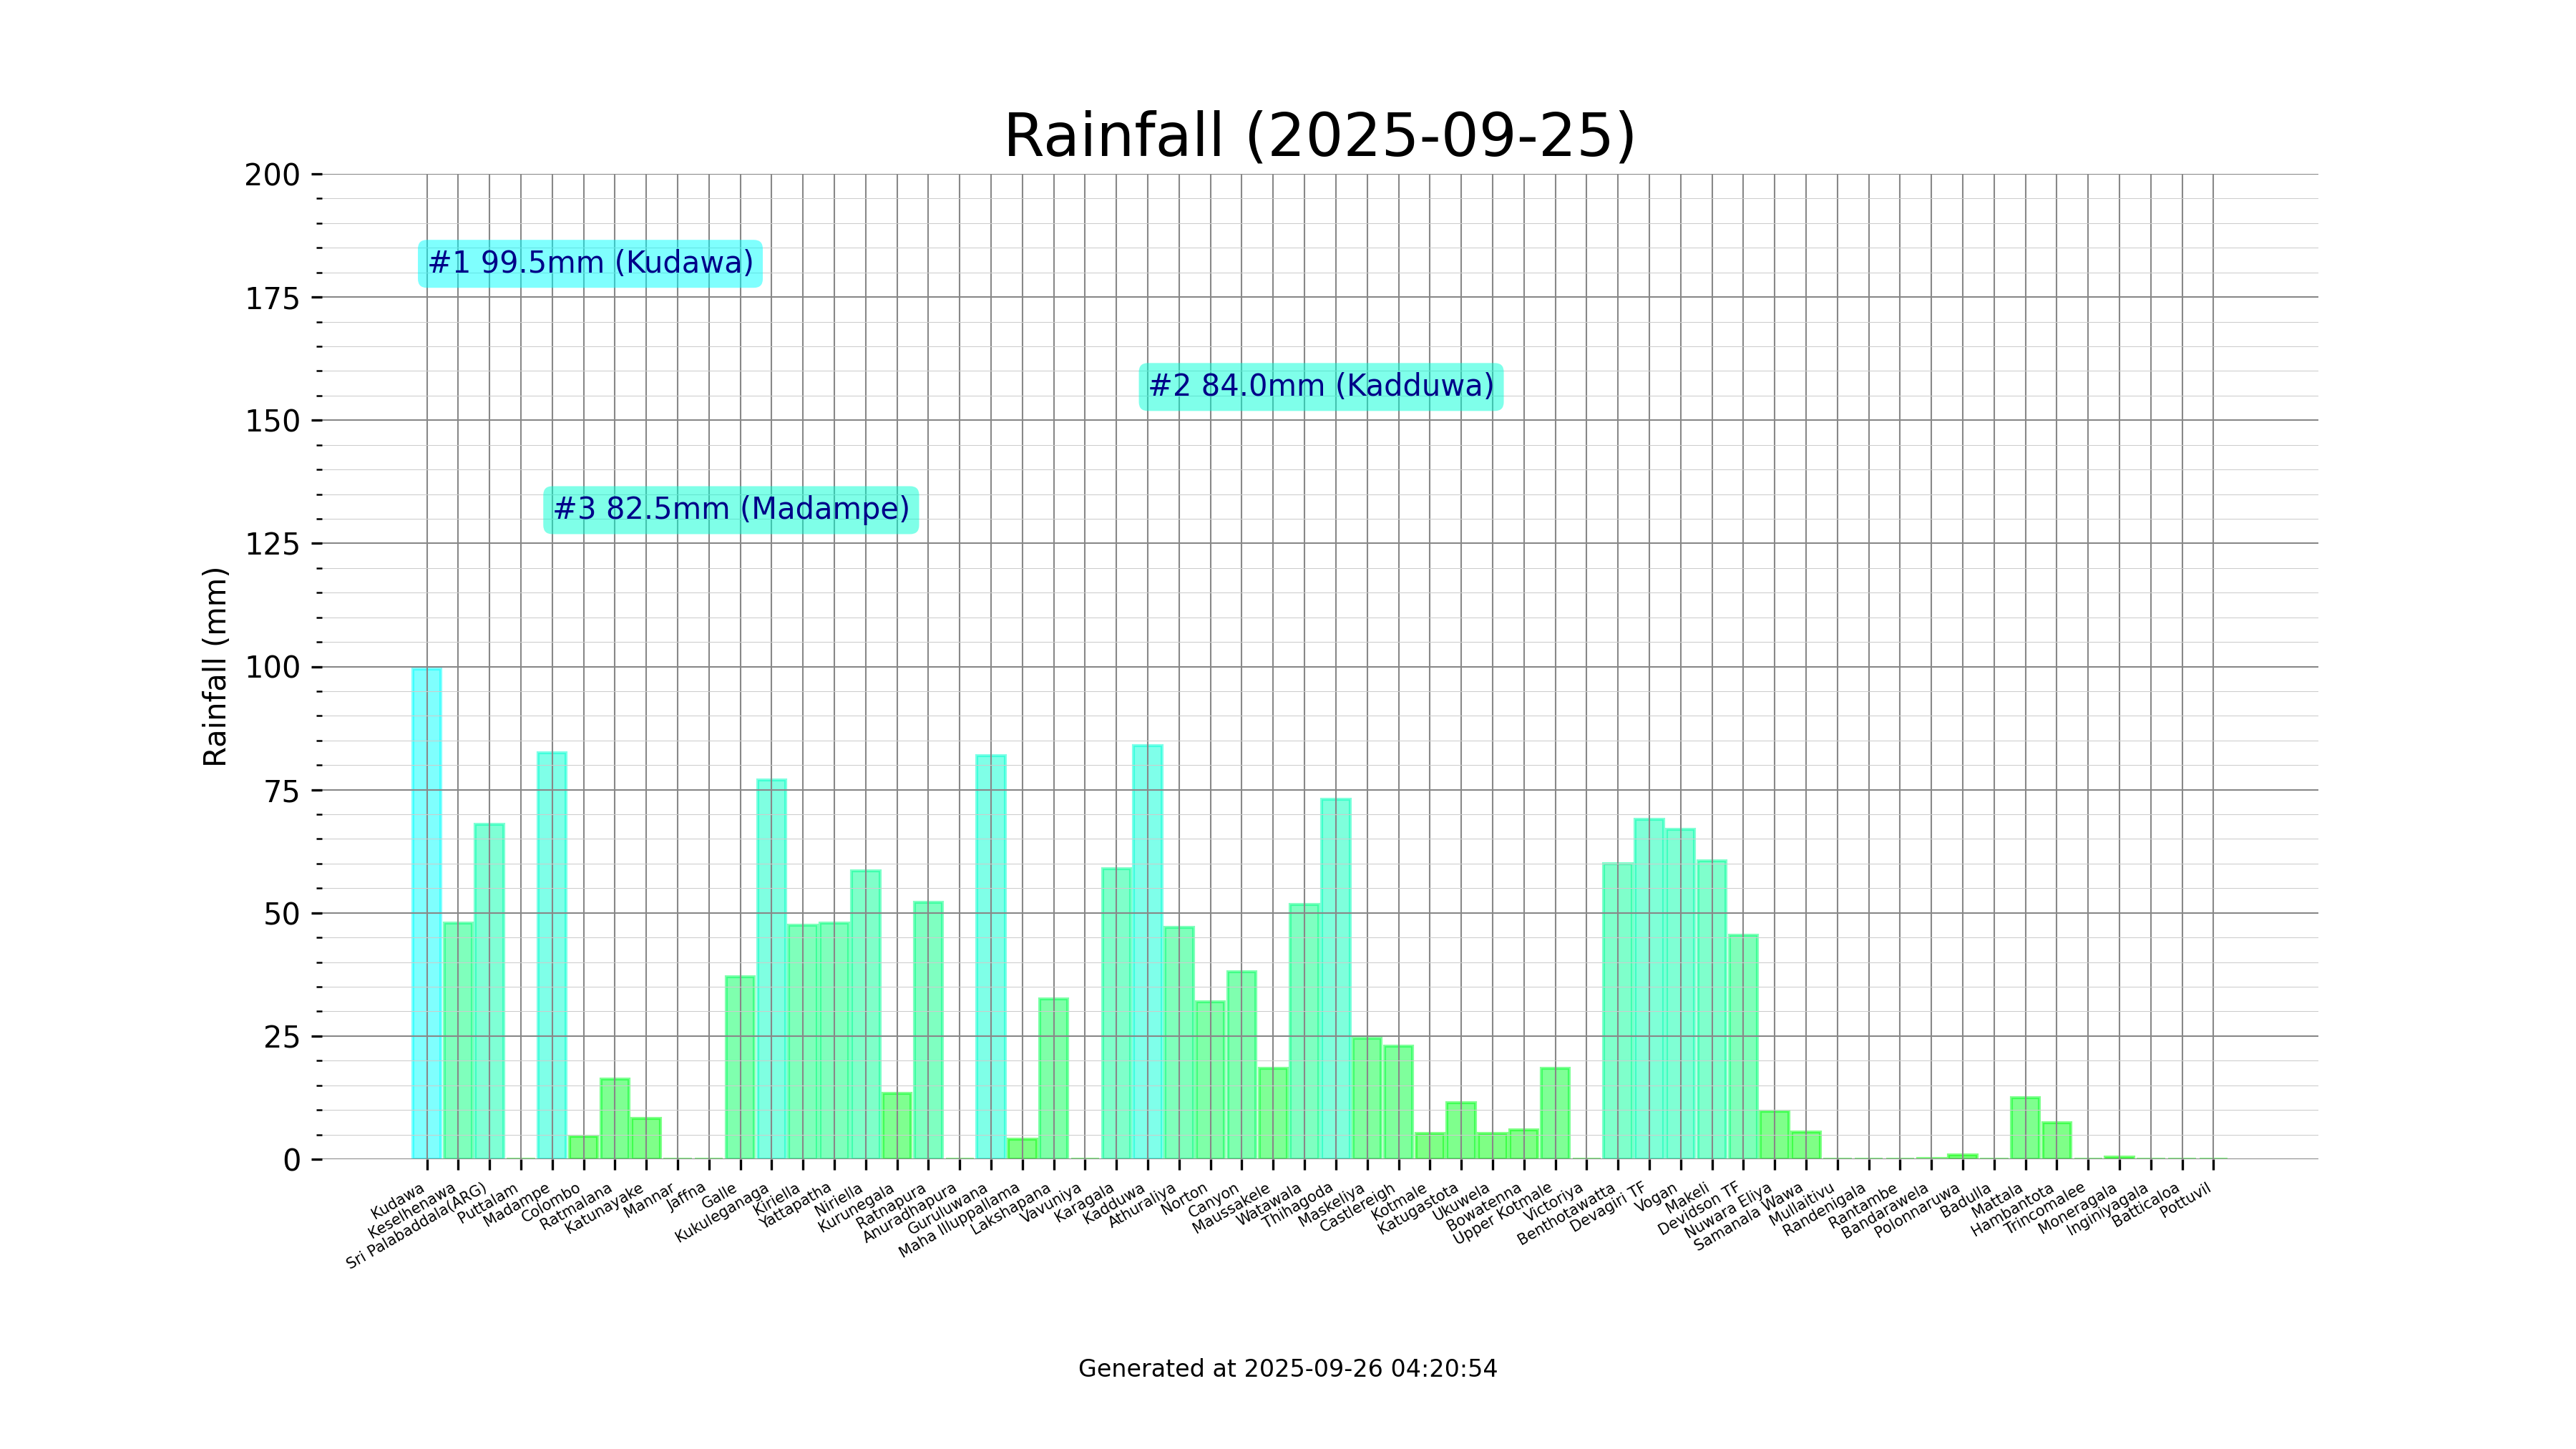 Rainfall (2025-09-25)
Rainfall (mm)
200
175
150
125
100
75
50
25
0
#1 99.5mm (Kudawa)
#2 84.0mm (Kadduwa)
#3 82.5mm (Madampe)
Kudawa
Keselhenawa
Sri Palabaddala(ARG)
Puttalam
Madampe
Colombo
Ratmalana
Katunayake
Mannar
Jaffna
Galle
Kukuleganaga
Kiriella
Yattapatha
Niriella
Kurunegala
Ratnapura
Anuradhapura
Guruluwana
Maha Illuppallama
Lakshapana
Vavuniya
Karagala
Kadduwa
Athuraliya
Norton
Canyon
Maussakele
Watawala
Thihagoda
Maskeliya
Castlereigh
Kotmale
Katugastota
Ukuwela
Bowatenna
Upper Kotmale
Victoriya
Benthotawatta
Devagiri TF
Vogan
Makeli
Devidson TF
Nuwara Eliya
Samanala Wawa
Mullaitivu
Randenigala
Rantambe
Bandarawela
Polonnaruwa
Badulla
Mattala
Hambantota
Trincomalee
Moneragala
Inginiyagala
Batticaloa
Pottuvil
Generated at 2025-09-26 04:20:54